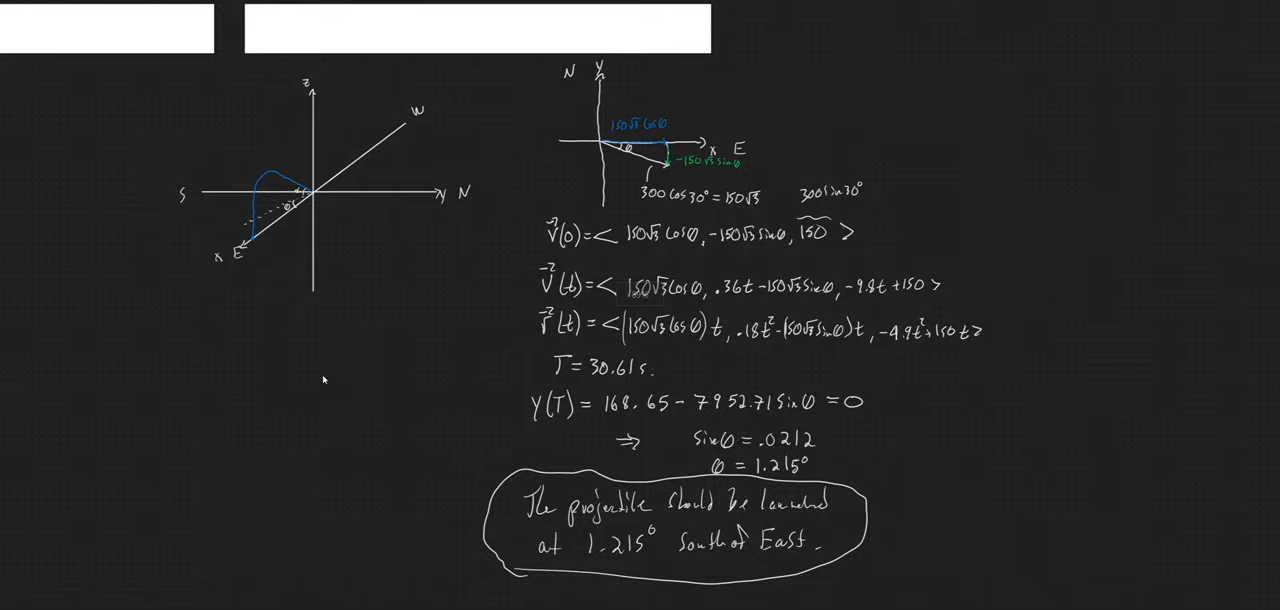 z
W
S
y N
α
θ
x E
N y
150√3 cosθ
θ
x E
-150√3 sinθ
300 cos 30° = 150√3
300 sin 30°
v⃗(0) = < 150√3 cosθ, -150√3 sinθ, 150 >
v⃗(t) = < 150√3 cosθ, .36t - 150√3 sinθ, -9.8t + 150 >
r⃗(t) = < (150√3 cosθ) t, .18t² - (150√3 sinθ) t, -4.9t² + 150t >
T = 30.61 s.
y(T) = 168.65 - 7952.71 sinθ = 0
⇒ sinθ = .0212
θ = 1.215°
The projectile should be launched
at 1.215° South of East.